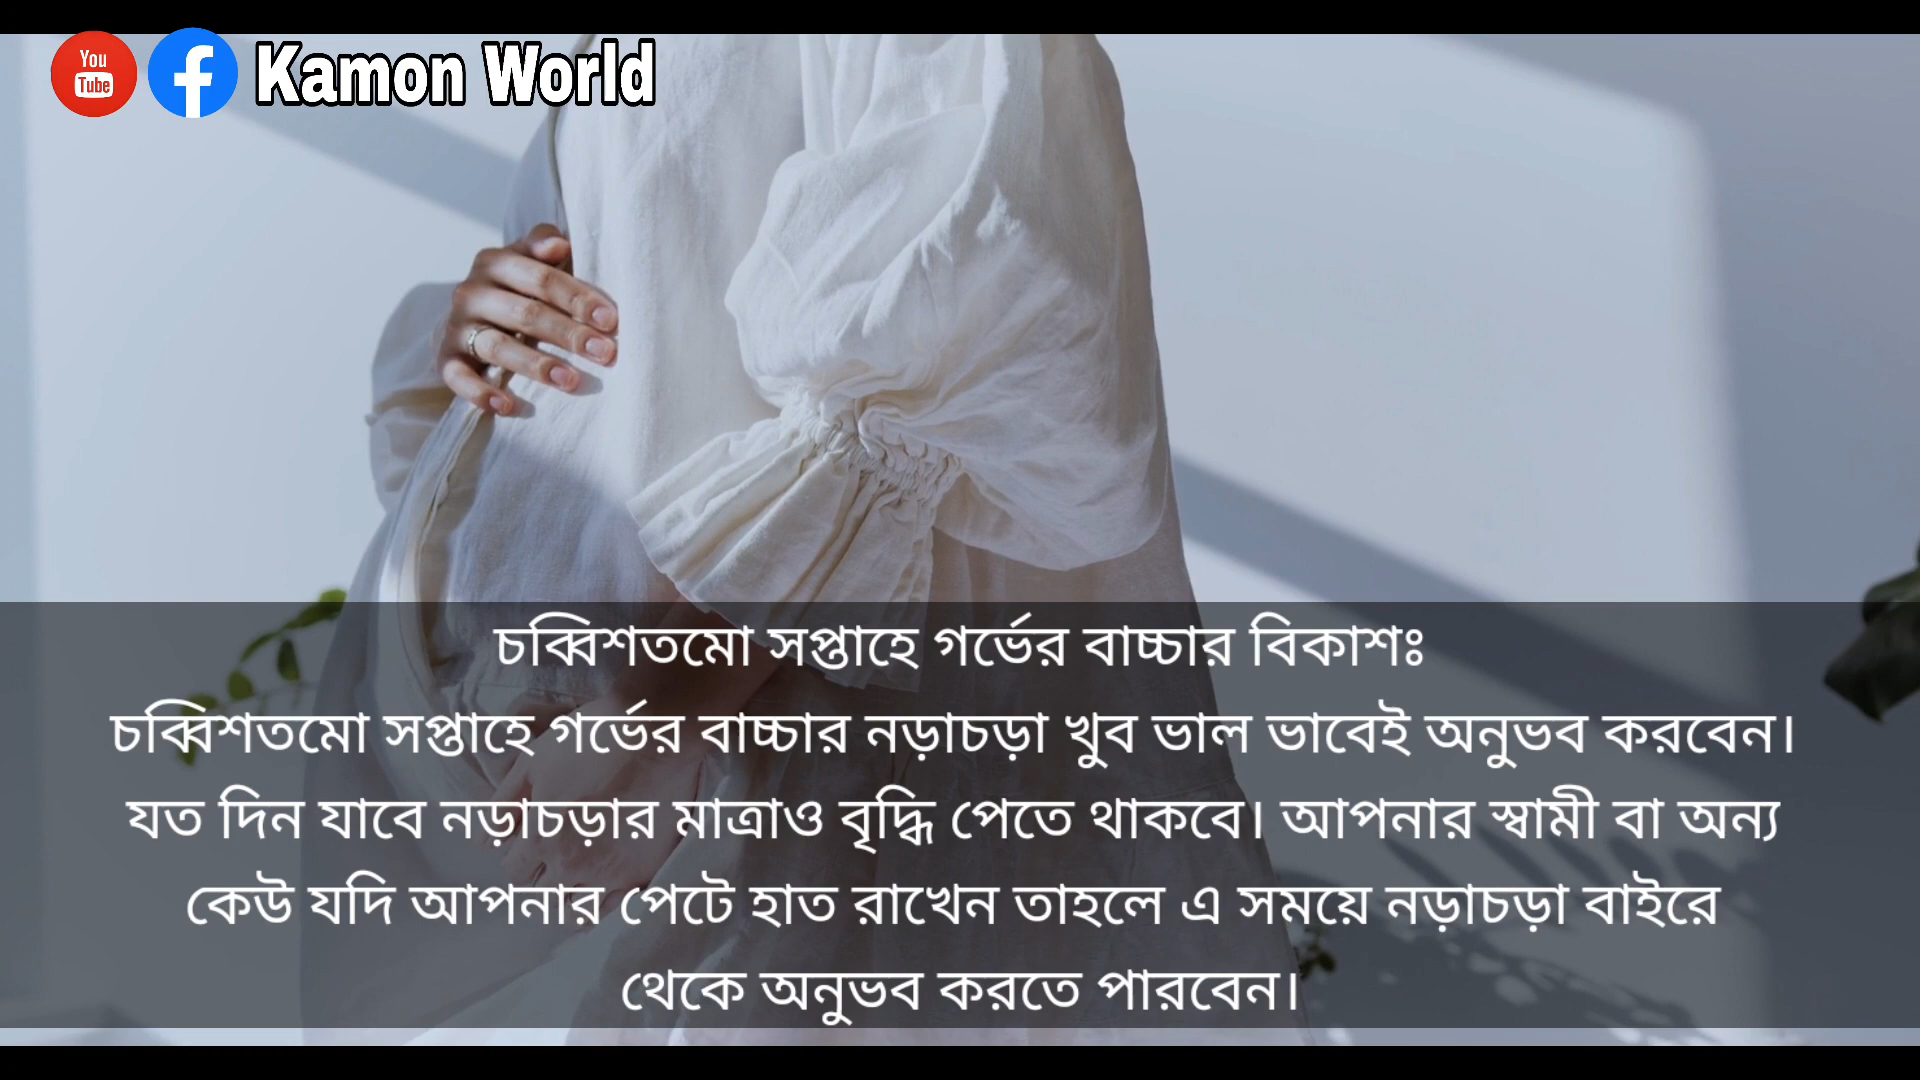 You
Tube
Kamon World
চব্বিশতমো সপ্তাহে গর্ভের বাচ্চার বিকাশঃ
চব্বিশতমো সপ্তাহে গর্ভের বাচ্চার নড়াচড়া খুব ভাল ভাবেই অনুভব করবেন।
যত দিন যাবে নড়াচড়ার মাত্রাও বৃদ্ধি পেতে থাকবে। আপনার স্বামী বা অন্য
কেউ যদি আপনার পেটে হাত রাখেন তাহলে এ সময়ে নড়াচড়া বাইরে
থেকে অনুভব করতে পারবেন।